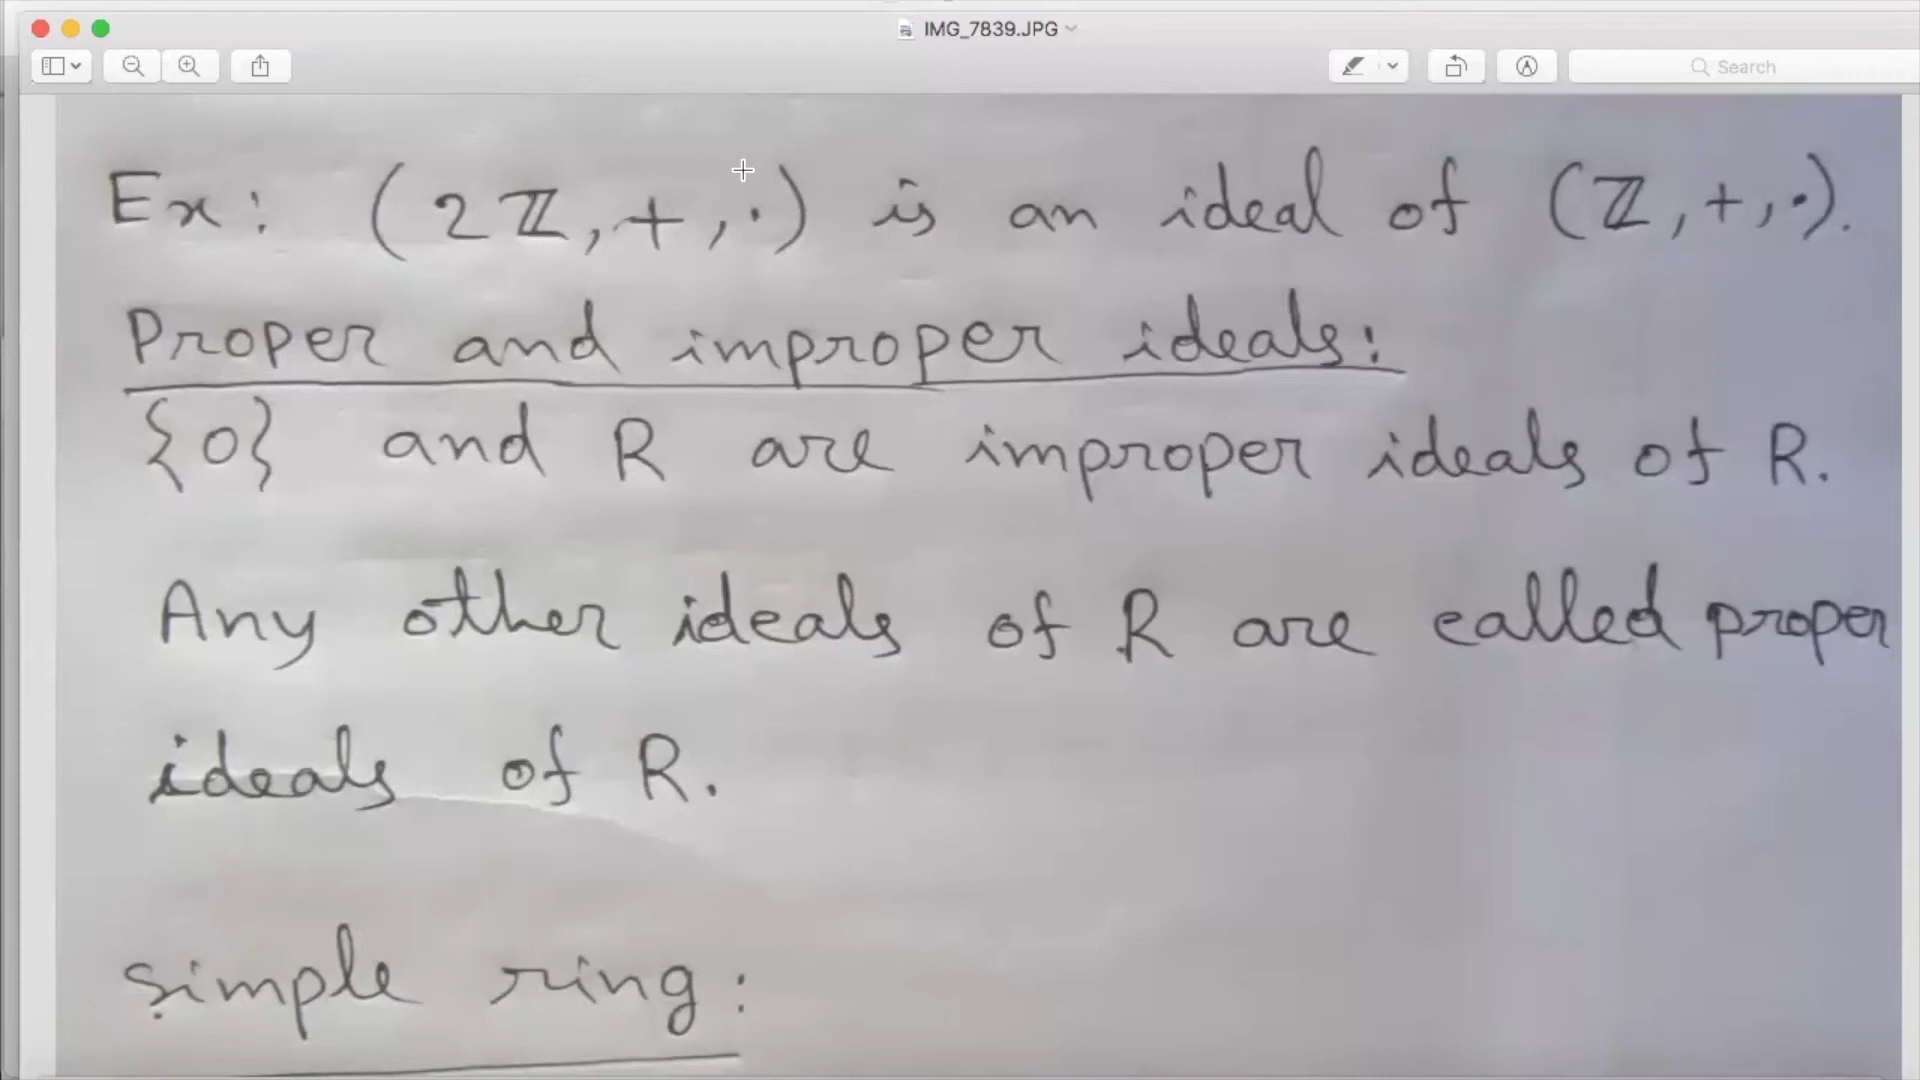 IMG_7839.JPG
Search
Ex: (2ℤ, +, ·) is an ideal of (ℤ, +, ·).
Proper and improper ideals:
{0} and R are improper ideals of R.
Any other ideals of R are called proper
ideals of R.
simple ring: